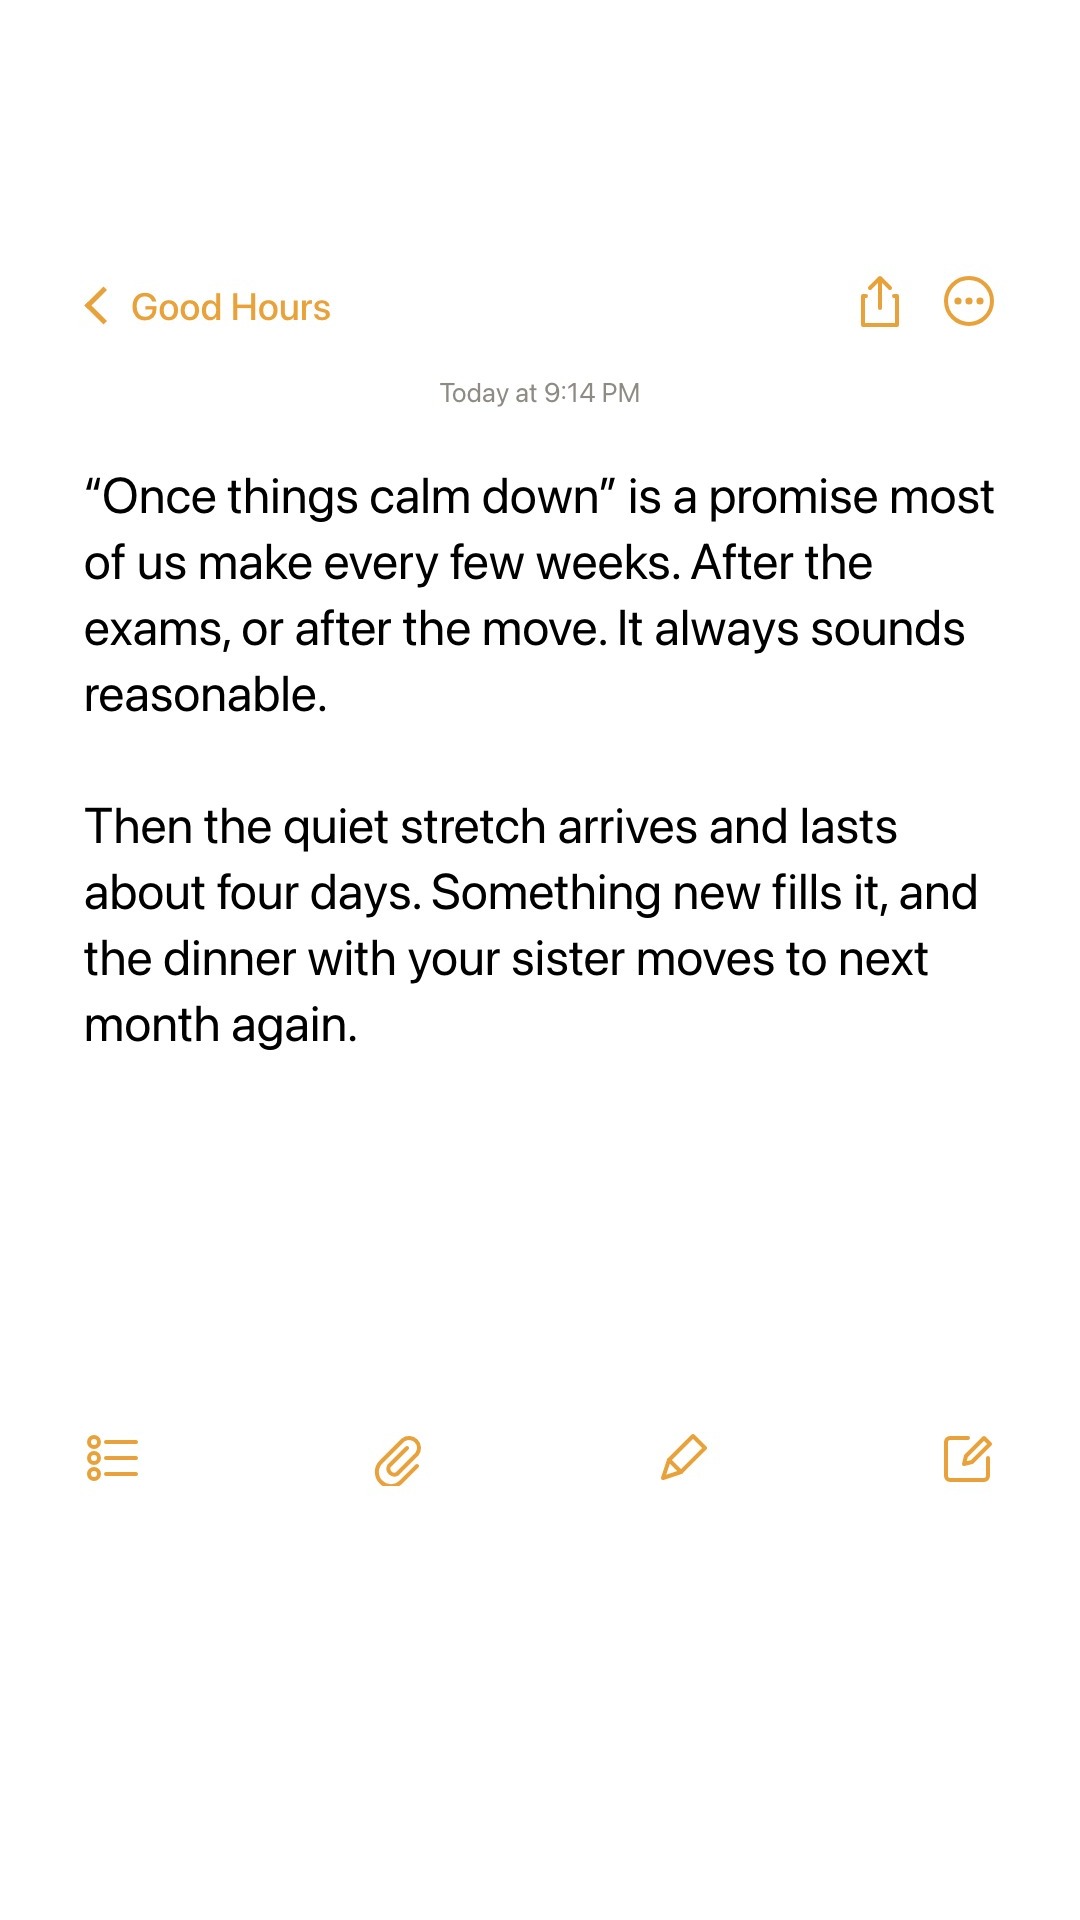 Good Hours
Today at 9:14 PM
“Once things calm down” is a promise most
of us make every few weeks. After the
exams, or after the move. It always sounds
reasonable.
Then the quiet stretch arrives and lasts
about four days. Something new fills it, and
the dinner with your sister moves to next
month again.